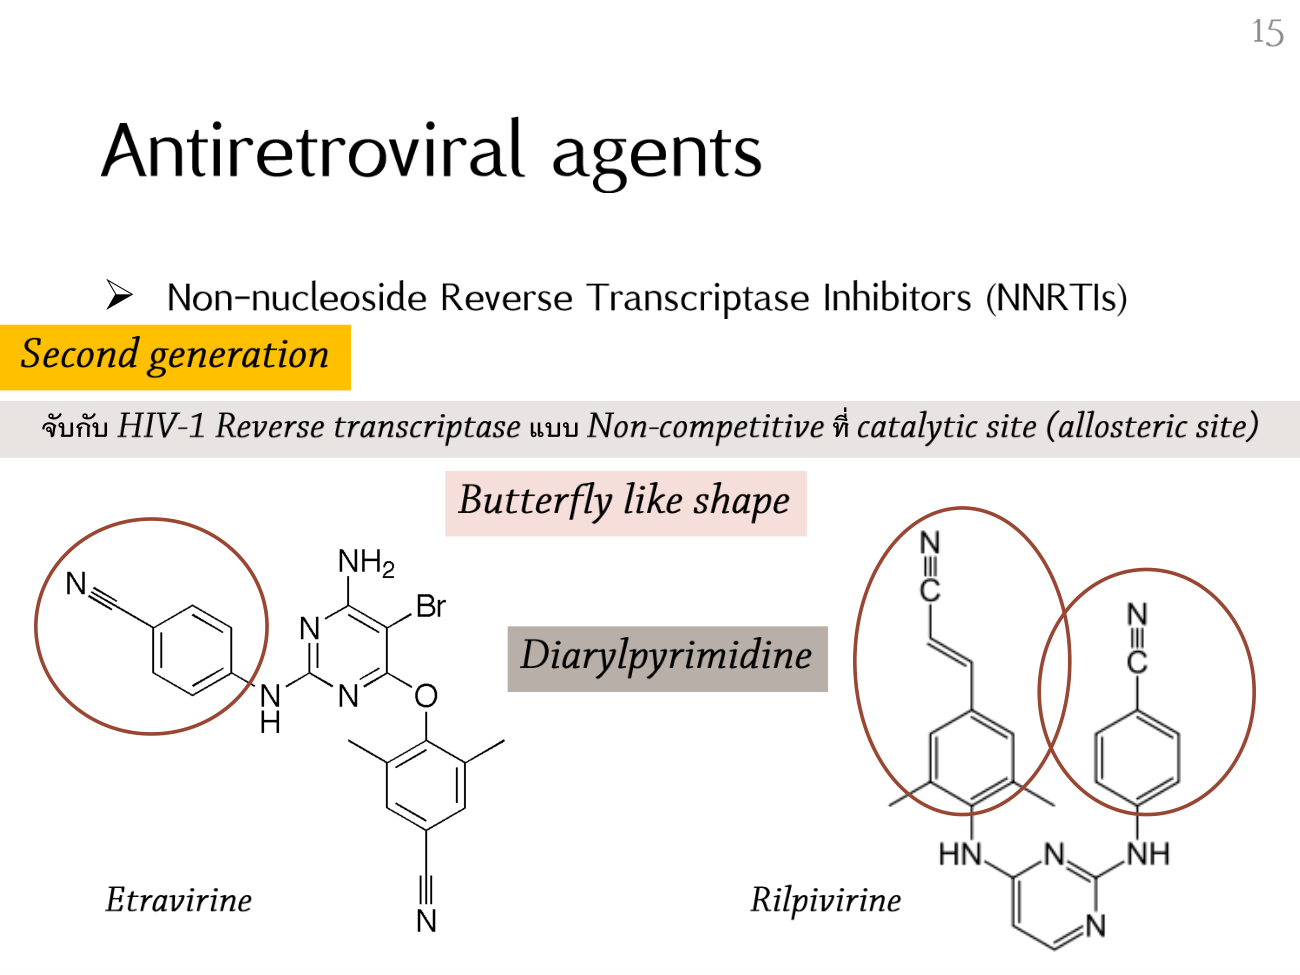 15
Antiretroviral agents
➢ Non-nucleoside Reverse Transcriptase Inhibitors (NNRTIs)
Second generation
จับกับ HIV-1 Reverse transcriptase แบบ Non-competitive ที่ catalytic site (allosteric site)
Butterfly like shape
N
NH2
Br
N
N
N
H
O
N
Etravirine
Diarylpyrimidine
N
C
N
C
HN
N
NH
N
Rilpivirine